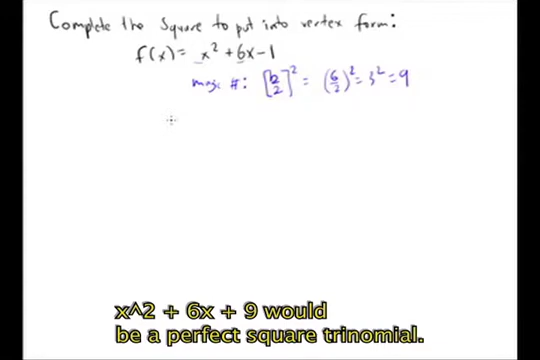 Complete the Square to put into vertex form:
f(x) = x² + 6x - 1
magic #: [b/2]² = (6/2)² = 3² = 9
x^2 + 6x + 9 would
be a perfect square trinomial.